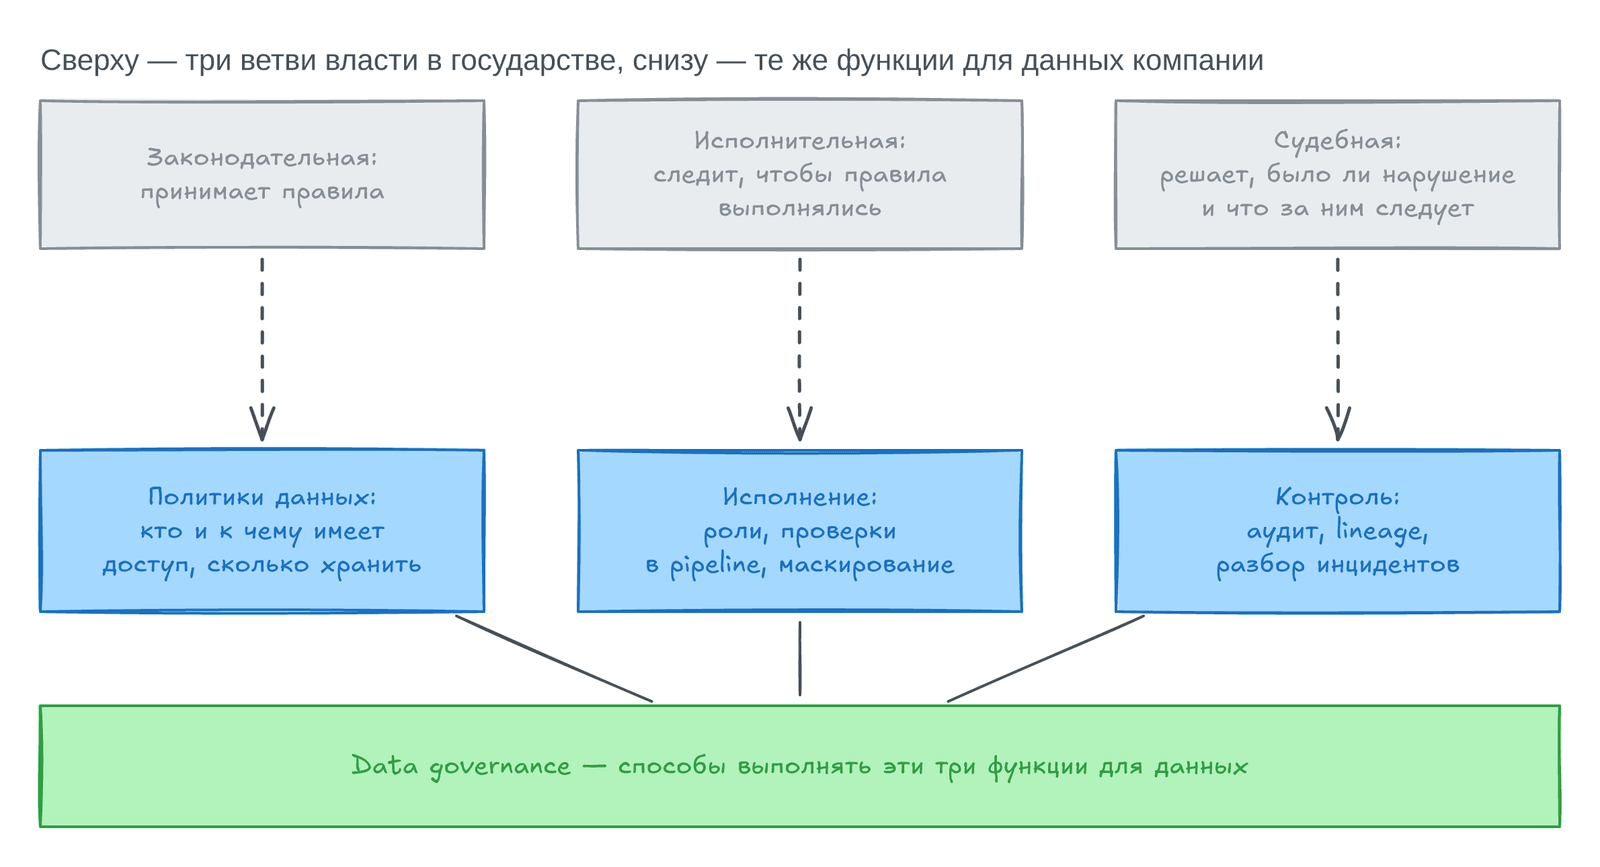 Сверху — три ветви власти в государстве, снизу — те же функции для данных компании
Законодательная:
принимает правила
Исполнительная:
следит, чтобы правила
выполнялись
Судебная:
решает, было ли нарушение
и что за ним следует
Политики данных:
кто и к чему имеет
доступ, сколько хранить
Исполнение:
роли, проверки
в pipeline, маскирование
Контроль:
аудит, lineage,
разбор инцидентов
Data governance — способы выполнять эти три функции для данных